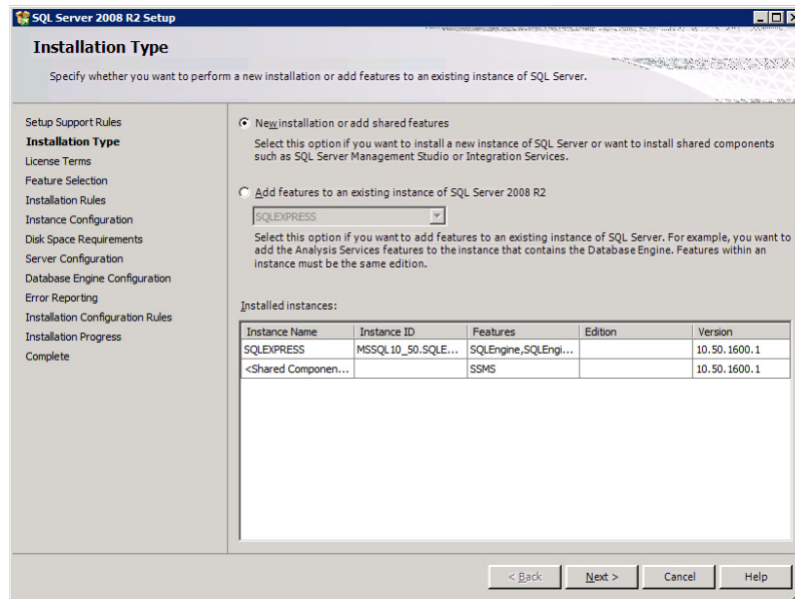 SQL Server 2008 R2 Setup
Installation Type
Specify whether you want to perform a new installation or add features to an existing instance of SQL Server.
Setup Support Rules
Installation Type
License Terms
Feature Selection
Installation Rules
Instance Configuration
Disk Space Requirements
Server Configuration
Database Engine Configuration
Error Reporting
Installation Configuration Rules
Installation Progress
Complete
New installation or add shared features
Select this option if you want to install a new instance of SQL Server or want to install shared components
such as SQL Server Management Studio or Integration Services.
Add features to an existing instance of SQL Server 2008 R2
SQLEXPRESS
Select this option if you want to add features to an existing instance of SQL Server. For example, you want to
add the Analysis Services features to the instance that contains the Database Engine. Features within an
instance must be the same edition.
Installed instances:
Instance Name Instance ID Features Edition Version
SQLEXPRESS MSSQL10_50.SQLE... SQLEngine,SQLEngi... 10.50.1600.1
<Shared Componen... SSMS 10.50.1600.1
< Back Next > Cancel Help